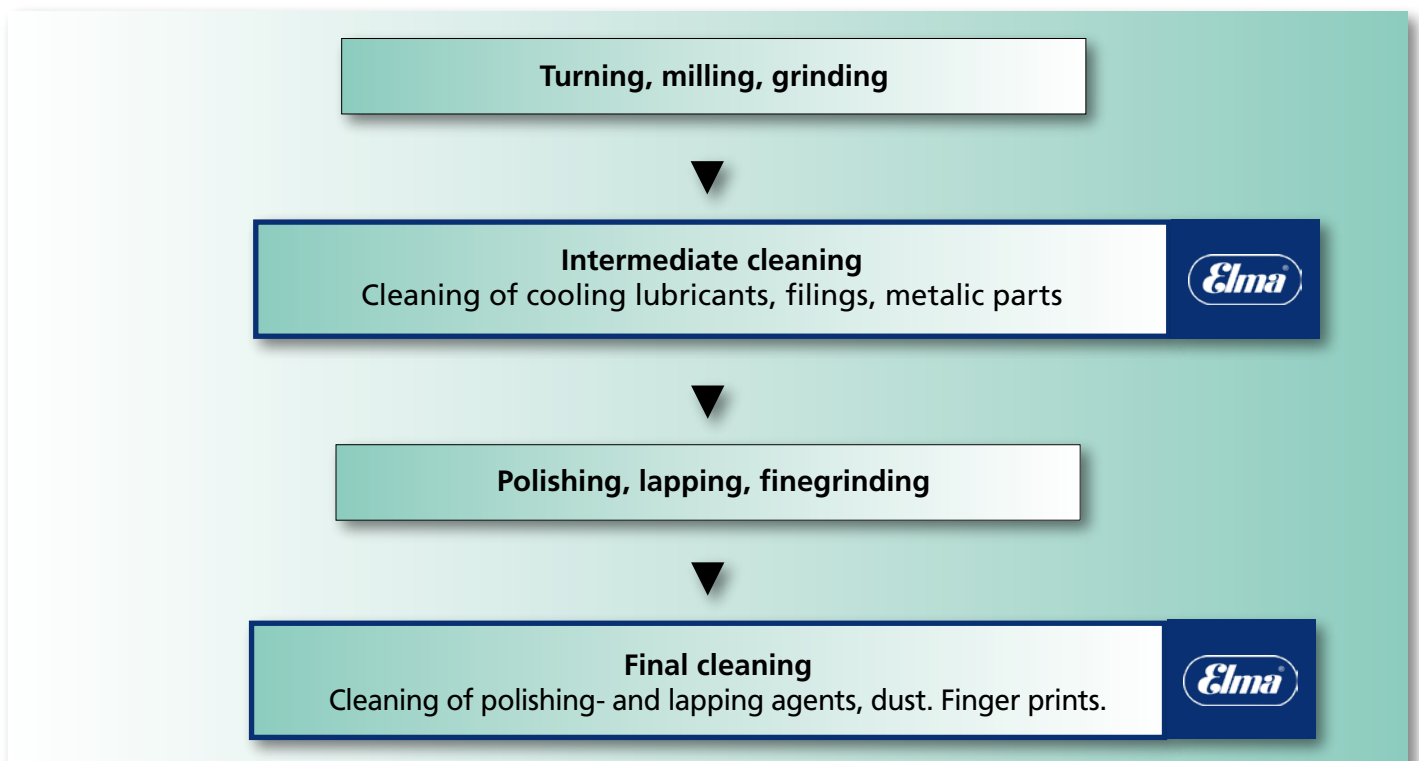 Turning, milling, grinding
Intermediate cleaning
Cleaning of cooling lubricants, filings, metalic parts
Elma®
Polishing, lapping, finegrinding
Final cleaning
Cleaning of polishing- and lapping agents, dust. Finger prints.
Elma®